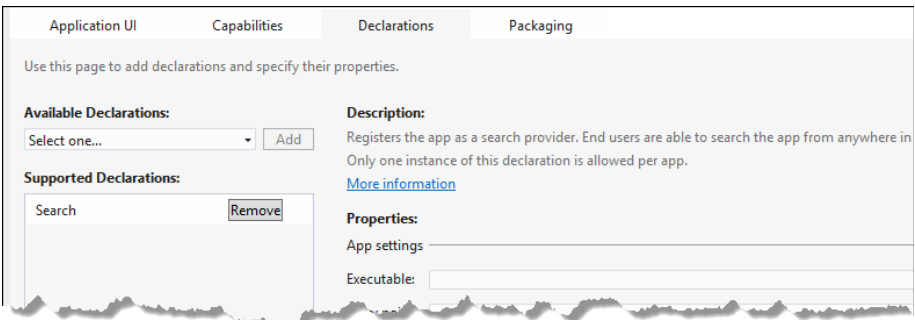 Application UI Capabilities Declarations Packaging
Use this page to add declarations and specify their properties.
Available Declarations:
Select one... Add
Supported Declarations:
Search Remove
Description:
Registers the app as a search provider. End users are able to search the app from anywhere in
Only one instance of this declaration is allowed per app.
More information
Properties:
App settings
Executable: